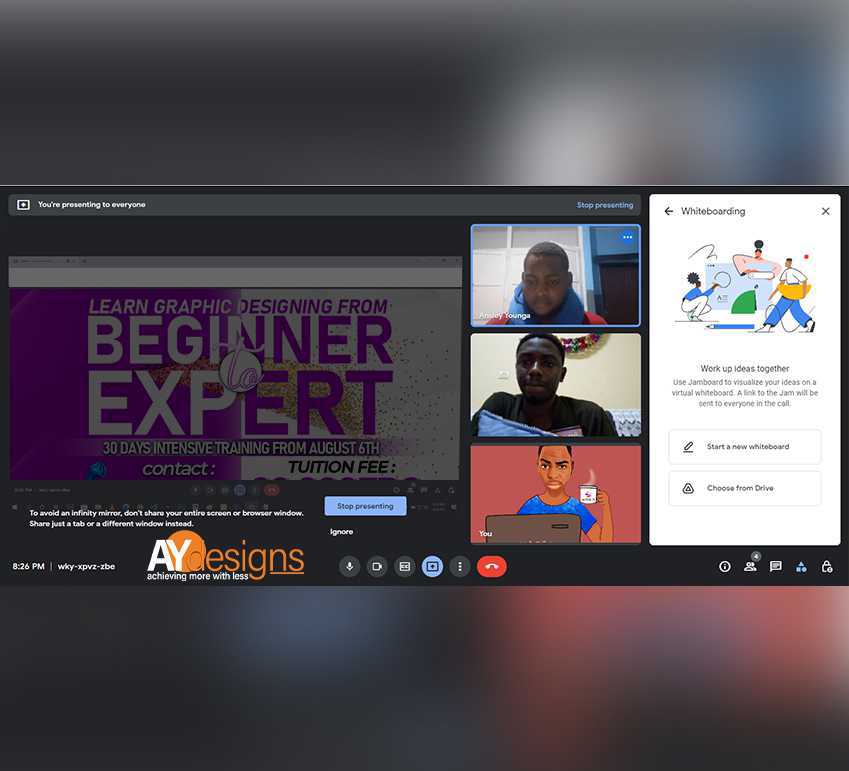 You're presenting to everyone
Stop presenting
LEARN GRAPHIC DESIGNING FROM
BEGINNER
to
EXPERT
30 DAYS INTENSIVE TRAINING FROM AUGUST 6TH
contact :
TUITION FEE :
To avoid an infinity mirror, don't share your entire screen or browser window.
Share just a tab or a different window instead.
Stop presenting
Ignore
Ansley Younga
You
Whiteboarding
Work up ideas together
Use Jamboard to visualize your ideas on a
virtual whiteboard. A link to the Jam will be
sent to everyone in the call.
Start a new whiteboard
Choose from Drive
8:26 PM | wky-xpvz-zbe
AYdesigns
achieving more with less
4